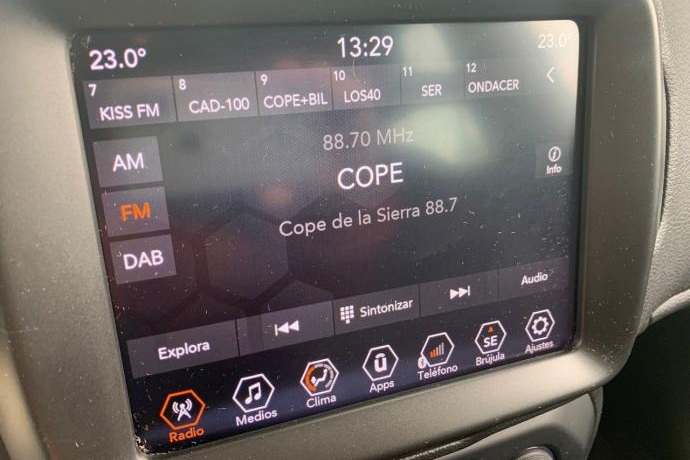 23.0°
13:29
23.0°
7 KISS FM
8 CAD-100
9 COPE+BIL
10 LOS40
11 SER
12 ONDACER
88.70 MHz
AM
COPE
Info
FM
Cope de la Sierra 88.7
DAB
Explora
Sintonizar
Audio
Radio
Medios
Clima
Apps
Teléfono
SE
Brújula
Ajustes